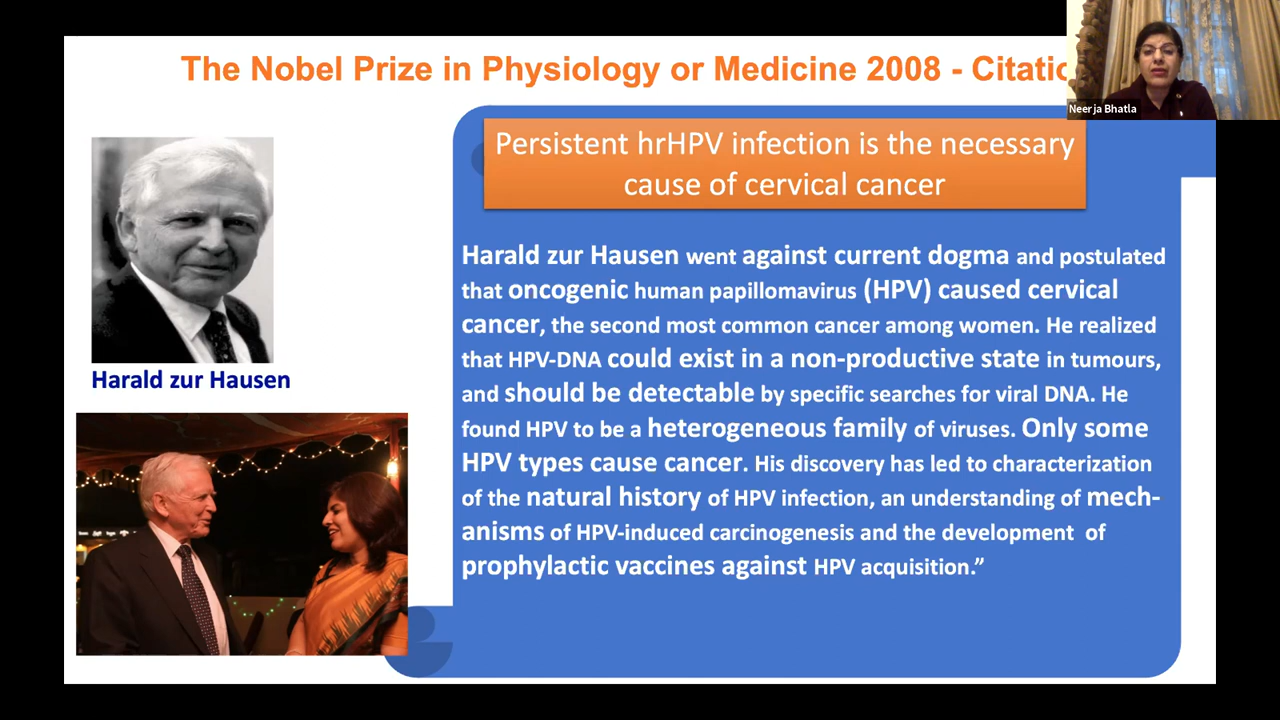 The Nobel Prize in Physiology or Medicine 2008 - Citatio
Neerja Bhatla
Persistent hrHPV infection is the necessary
cause of cervical cancer
Harald zur Hausen went against current dogma and postulated
that oncogenic human papillomavirus (HPV) caused cervical
cancer, the second most common cancer among women. He realized
that HPV-DNA could exist in a non-productive state in tumours,
and should be detectable by specific searches for viral DNA. He
found HPV to be a heterogeneous family of viruses. Only some
HPV types cause cancer. His discovery has led to characterization
of the natural history of HPV infection, an understanding of mech-
anisms of HPV-induced carcinogenesis and the development of
prophylactic vaccines against HPV acquisition.”
Harald zur Hausen